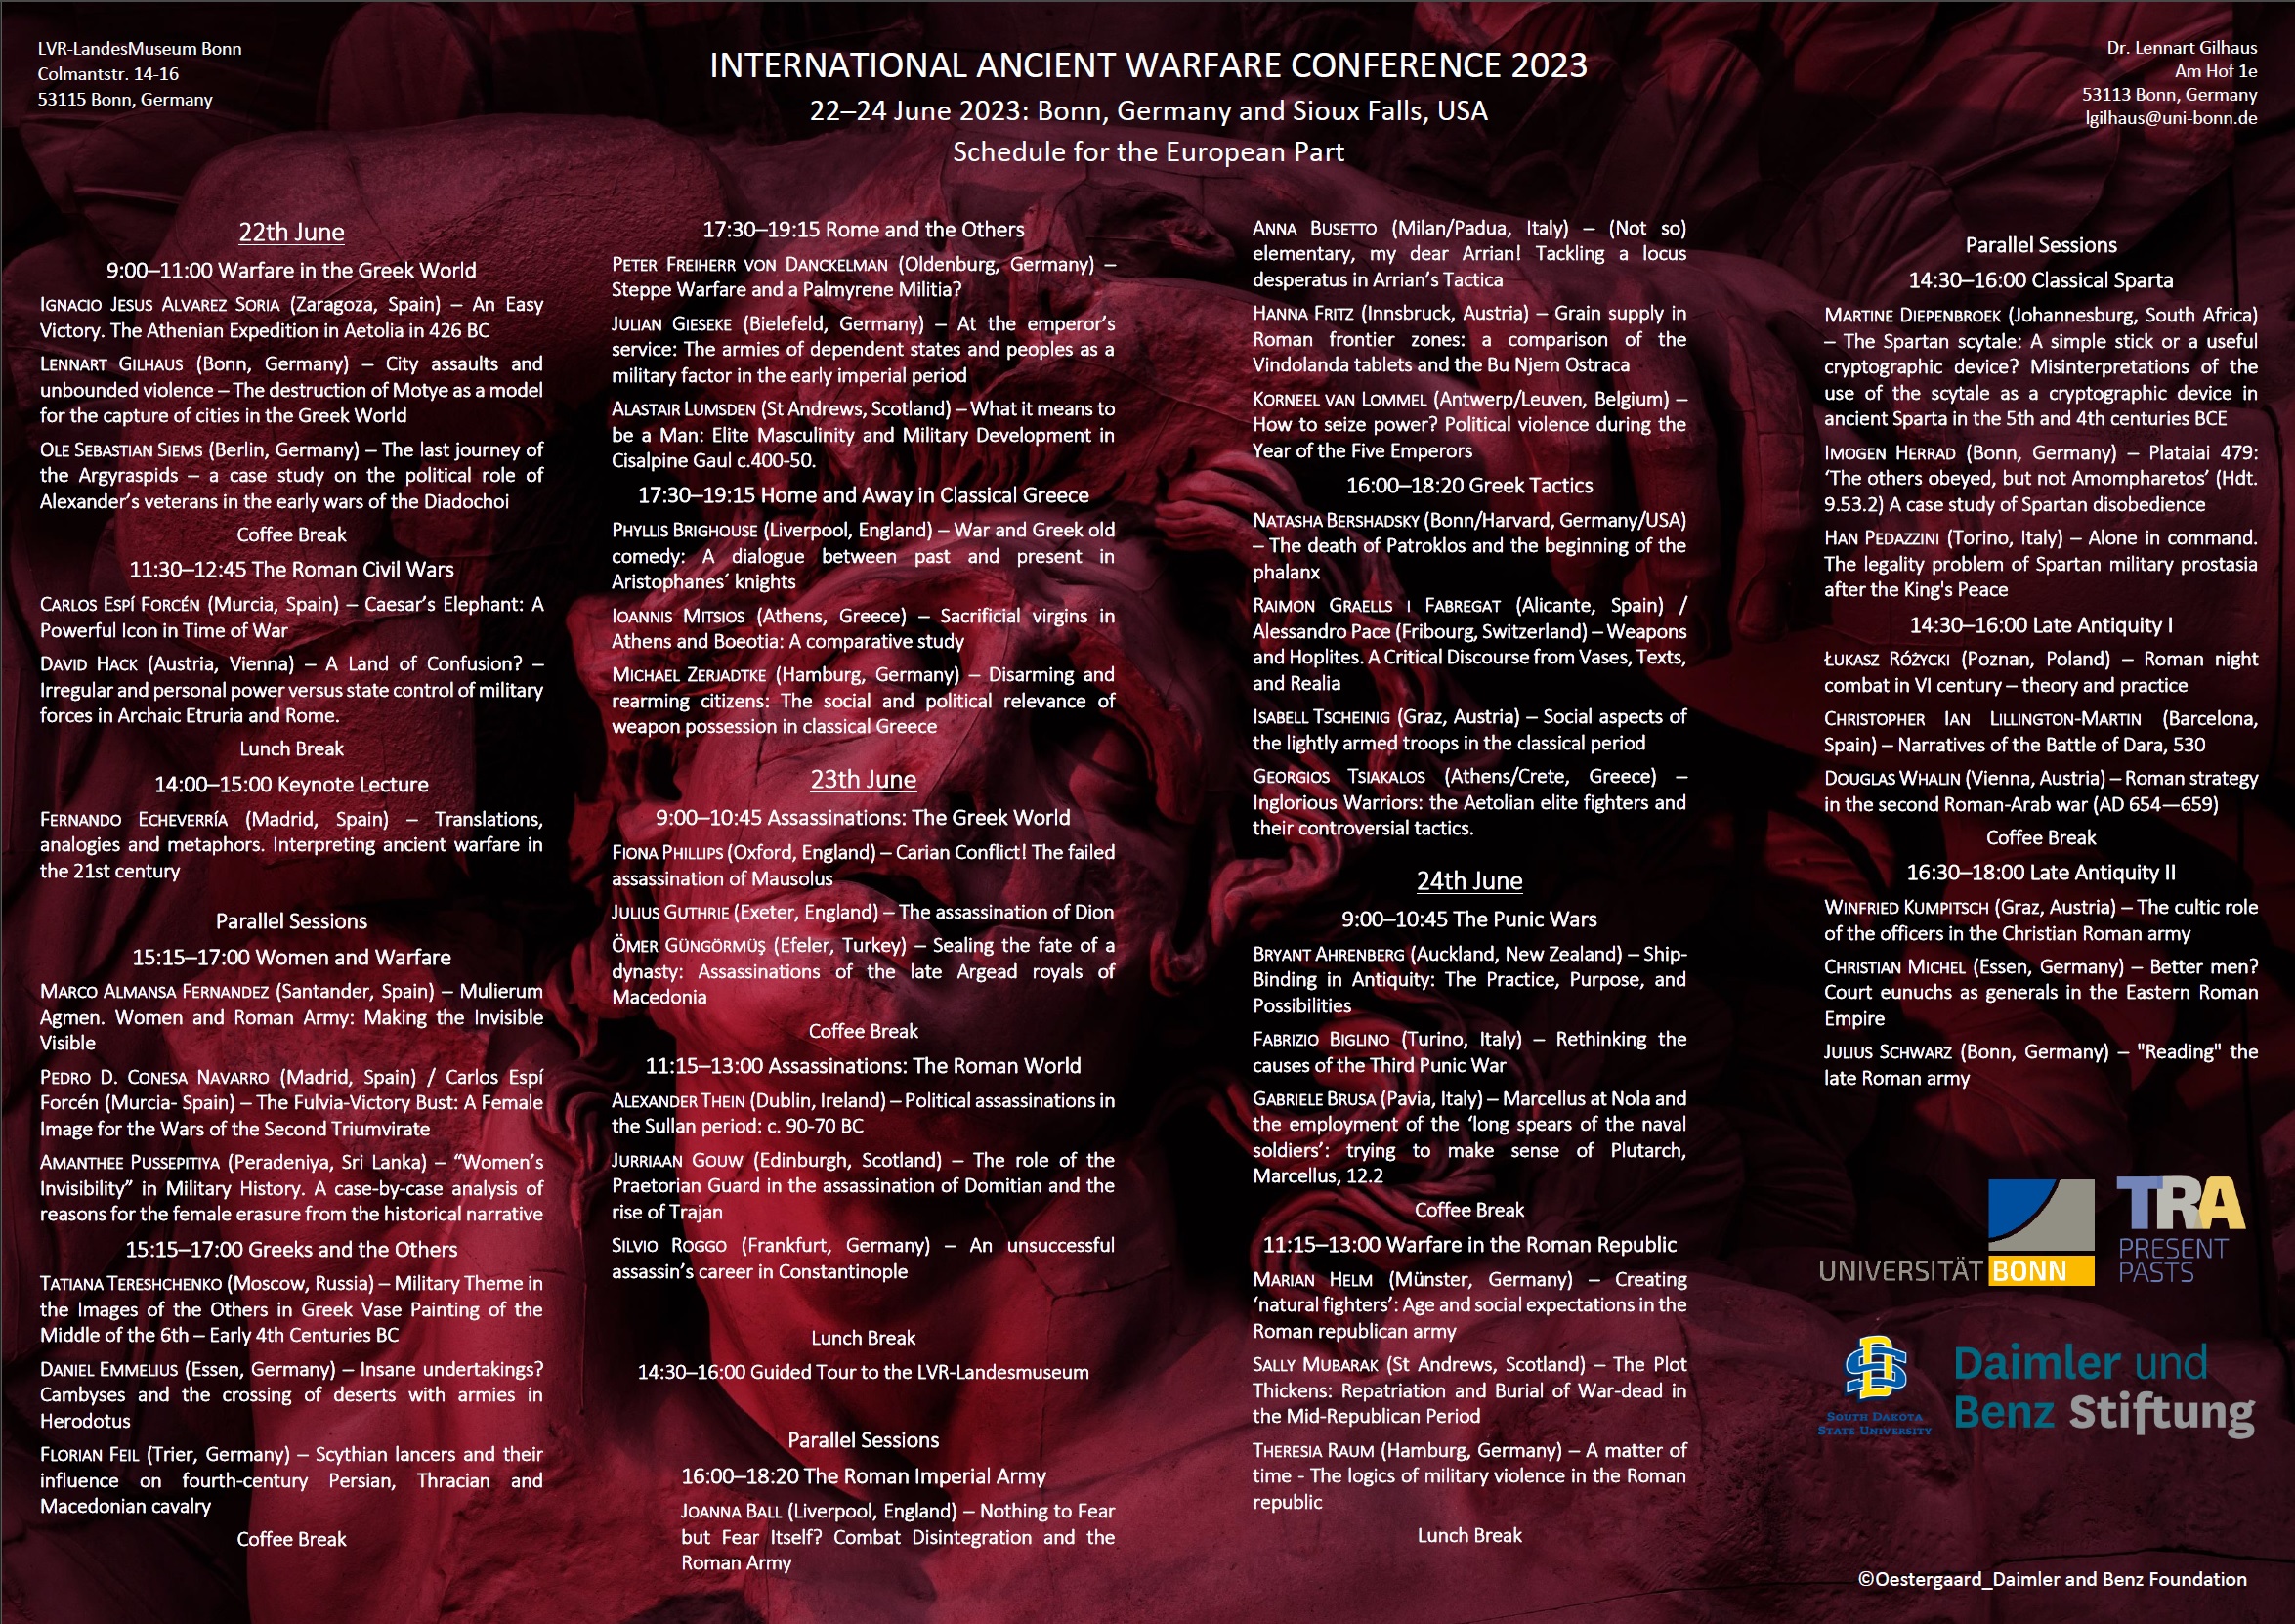 LVR-LandesMuseum Bonn
Colmantstr. 14-16
53115 Bonn, Germany
INTERNATIONAL ANCIENT WARFARE CONFERENCE 2023
22–24 June 2023: Bonn, Germany and Sioux Falls, USA
Schedule for the European Part
Dr. Lennart Gilhaus
Am Hof 1e
53113 Bonn, Germany
lgilhaus@uni-bonn.de
22th June
9:00–11:00 Warfare in the Greek World
IGNACIO JESUS ALVAREZ SORIA (Zaragoza, Spain) – An Easy
Victory. The Athenian Expedition in Aetolia in 426 BC
LENNART GILHAUS (Bonn, Germany) – City assaults and
unbounded violence – The destruction of Motye as a model
for the capture of cities in the Greek World
OLE SEBASTIAN SIEMS (Berlin, Germany) – The last journey of
the Argyraspids – a case study on the political role of
Alexander’s veterans in the early wars of the Diadochoi
Coffee Break
11:30–12:45 The Roman Civil Wars
CARLOS ESPÍ FORCÉN (Murcia, Spain) – Caesar’s Elephant: A
Powerful Icon in Time of War
DAVID HACK (Austria, Vienna) – A Land of Confusion? –
Irregular and personal power versus state control of military
forces in Archaic Etruria and Rome.
Lunch Break
14:00–15:00 Keynote Lecture
FERNANDO ECHEVERRÍA (Madrid, Spain) – Translations,
analogies and metaphors. Interpreting ancient warfare in
the 21st century
Parallel Sessions
15:15–17:00 Women and Warfare
MARCO ALMANSA FERNANDEZ (Santander, Spain) – Mulierum
Agmen. Women and Roman Army: Making the Invisible
Visible
PEDRO D. CONESA NAVARRO (Madrid, Spain) / Carlos Espí
Forcén (Murcia- Spain) – The Fulvia-Victory Bust: A Female
Image for the Wars of the Second Triumvirate
AMANTHEE PUSSEPITIYA (Peradeniya, Sri Lanka) – “Women’s
Invisibility” in Military History. A case-by-case analysis of
reasons for the female erasure from the historical narrative
15:15–17:00 Greeks and the Others
TATIANA TERESHCHENKO (Moscow, Russia) – Military Theme in
the Images of the Others in Greek Vase Painting of the
Middle of the 6th – Early 4th Centuries BC
DANIEL EMMELIUS (Essen, Germany) – Insane undertakings?
Cambyses and the crossing of deserts with armies in
Herodotus
FLORIAN FEIL (Trier, Germany) – Scythian lancers and their
influence on fourth-century Persian, Thracian and
Macedonian cavalry
Coffee Break
17:30–19:15 Rome and the Others
PETER FREIHERR VON DANCKELMAN (Oldenburg, Germany) –
Steppe Warfare and a Palmyrene Militia?
JULIAN GIESEKE (Bielefeld, Germany) – At the emperor’s
service: The armies of dependent states and peoples as a
military factor in the early imperial period
ALASTAIR LUMSDEN (St Andrews, Scotland) – What it means to
be a Man: Elite Masculinity and Military Development in
Cisalpine Gaul c.400-50.
17:30–19:15 Home and Away in Classical Greece
PHYLLIS BRIGHOUSE (Liverpool, England) – War and Greek old
comedy: A dialogue between past and present in
Aristophanes´ knights
IOANNIS MITSIOS (Athens, Greece) – Sacrificial virgins in
Athens and Boeotia: A comparative study
MICHAEL ZERJADTKE (Hamburg, Germany) – Disarming and
rearming citizens: The social and political relevance of
weapon possession in classical Greece
23th June
9:00–10:45 Assassinations: The Greek World
FIONA PHILLIPS (Oxford, England) – Carian Conflict! The failed
assassination of Mausolus
JULIUS GUTHRIE (Exeter, England) – The assassination of Dion
ÖMER GÜNGÖRMÜŞ (Efeler, Turkey) – Sealing the fate of a
dynasty: Assassinations of the late Argead royals of
Macedonia
Coffee Break
11:15–13:00 Assassinations: The Roman World
ALEXANDER THEIN (Dublin, Ireland) – Political assassinations in
the Sullan period: c. 90-70 BC
JURRIAAN GOUW (Edinburgh, Scotland) – The role of the
Praetorian Guard in the assassination of Domitian and the
rise of Trajan
SILVIO ROGGO (Frankfurt, Germany) – An unsuccessful
assassin’s career in Constantinople
Lunch Break
14:30–16:00 Guided Tour to the LVR-Landesmuseum
Parallel Sessions
16:00–18:20 The Roman Imperial Army
JOANNA BALL (Liverpool, England) – Nothing to Fear
but Fear Itself? Combat Disintegration and the
Roman Army
ANNA BUSETTO (Milan/Padua, Italy) – (Not so)
elementary, my dear Arrian! Tackling a locus
desperatus in Arrian’s Tactica
HANNA FRITZ (Innsbruck, Austria) – Grain supply in
Roman frontier zones: a comparison of the
Vindolanda tablets and the Bu Njem Ostraca
KORNEEL VAN LOMMEL (Antwerp/Leuven, Belgium) –
How to seize power? Political violence during the
Year of the Five Emperors
16:00–18:20 Greek Tactics
NATASHA BERSHADSKY (Bonn/Harvard, Germany/USA)
– The death of Patroklos and the beginning of the
phalanx
RAIMON GRAELLS I FABREGAT (Alicante, Spain) /
Alessandro Pace (Fribourg, Switzerland) – Weapons
and Hoplites. A Critical Discourse from Vases, Texts,
and Realia
ISABELL TSCHEINIG (Graz, Austria) – Social aspects of
the lightly armed troops in the classical period
GEORGIOS TSIAKALOS (Athens/Crete, Greece) –
Inglorious Warriors: the Aetolian elite fighters and
their controversial tactics.
24th June
9:00–10:45 The Punic Wars
BRYANT AHRENBERG (Auckland, New Zealand) – Ship-
Binding in Antiquity: The Practice, Purpose, and
Possibilities
FABRIZIO BIGLINO (Turino, Italy) – Rethinking the
causes of the Third Punic War
GABRIELE BRUSA (Pavia, Italy) – Marcellus at Nola and
the employment of the ‘long spears of the naval
soldiers’: trying to make sense of Plutarch,
Marcellus, 12.2
Coffee Break
11:15–13:00 Warfare in the Roman Republic
MARIAN HELM (Münster, Germany) – Creating
‘natural fighters’: Age and social expectations in the
Roman republican army
SALLY MUBARAK (St Andrews, Scotland) – The Plot
Thickens: Repatriation and Burial of War-dead in
the Mid-Republican Period
THERESIA RAUM (Hamburg, Germany) – A matter of
time - The logics of military violence in the Roman
republic
Lunch Break
Parallel Sessions
14:30–16:00 Classical Sparta
MARTINE DIEPENBROEK (Johannesburg, South Africa)
– The Spartan scytale: A simple stick or a useful
cryptographic device? Misinterpretations of the
use of the scytale as a cryptographic device in
ancient Sparta in the 5th and 4th centuries BCE
IMOGEN HERRAD (Bonn, Germany) – Plataiai 479:
‘The others obeyed, but not Amompharetos’ (Hdt.
9.53.2) A case study of Spartan disobedience
HAN PEDAZZINI (Torino, Italy) – Alone in command.
The legality problem of Spartan military prostasia
after the King's Peace
14:30–16:00 Late Antiquity I
ŁUKASZ RÓŻYCKI (Poznan, Poland) – Roman night
combat in VI century – theory and practice
CHRISTOPHER IAN LILLINGTON-MARTIN (Barcelona,
Spain) – Narratives of the Battle of Dara, 530
DOUGLAS WHALIN (Vienna, Austria) – Roman strategy
in the second Roman-Arab war (AD 654—659)
Coffee Break
16:30–18:00 Late Antiquity II
WINFRIED KUMPITSCH (Graz, Austria) – The cultic role
of the officers in the Christian Roman army
CHRISTIAN MICHEL (Essen, Germany) – Better men?
Court eunuchs as generals in the Eastern Roman
Empire
JULIUS SCHWARZ (Bonn, Germany) – "Reading" the
late Roman army
UNIVERSITÄT BONN
TRA
PRESENT
PASTS
SD
SOUTH DAKOTA
STATE UNIVERSITY
Daimler und
Benz Stiftung
©Oestergaard_Daimler and Benz Foundation